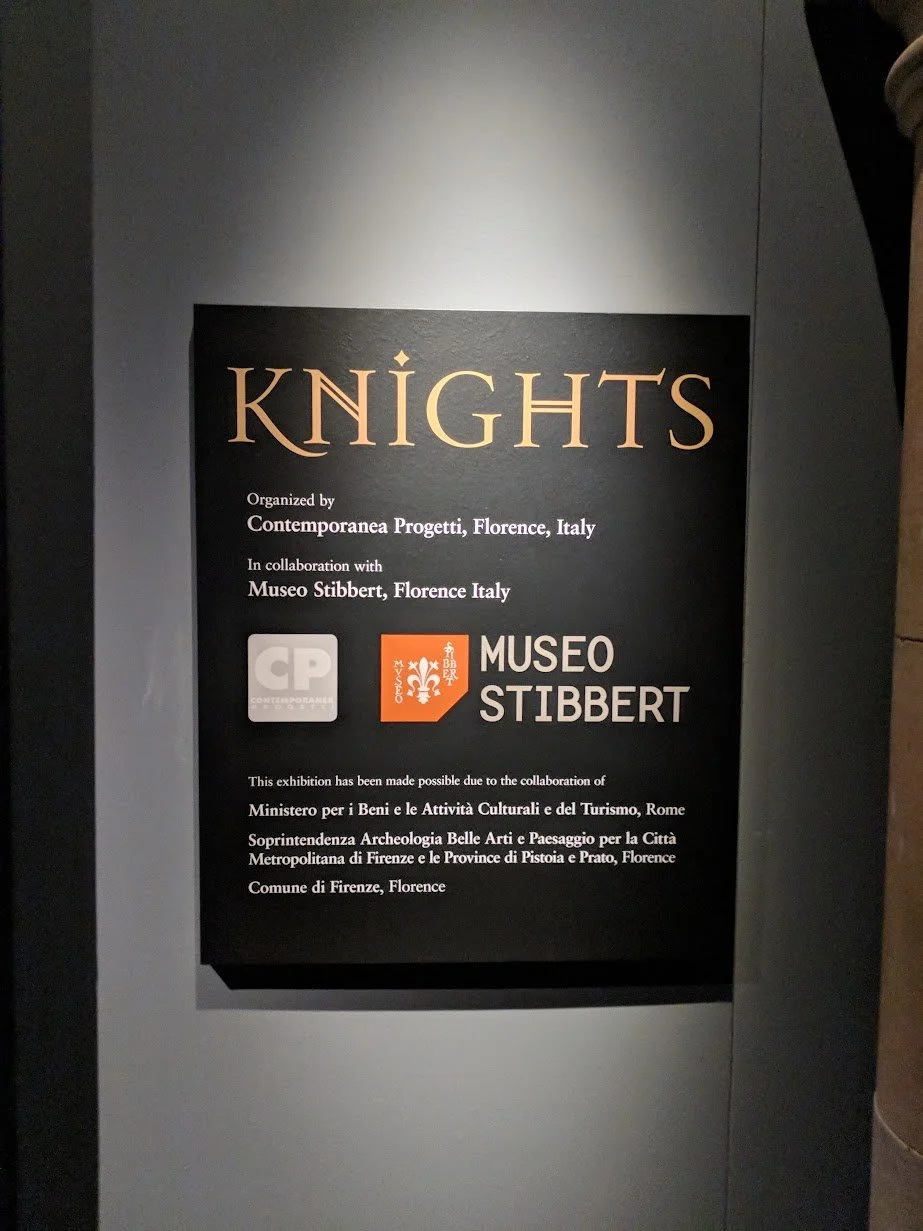 KNiGHTS
Organized by
Contemporanea Progetti, Florence, Italy
In collaboration with
Museo Stibbert, Florence Italy
CP
CONTEMPORANEA
PROGETTI
MVSEO
STIBBERT
MUSEO
STIBBERT
This exhibition has been made possible due to the collaboration of
Ministero per i Beni e le Attività Culturali e del Turismo, Rome
Soprintendenza Archeologia Belle Arti e Paesaggio per la Città
Metropolitana di Firenze e le Province di Pistoia e Prato, Florence
Comune di Firenze, Florence